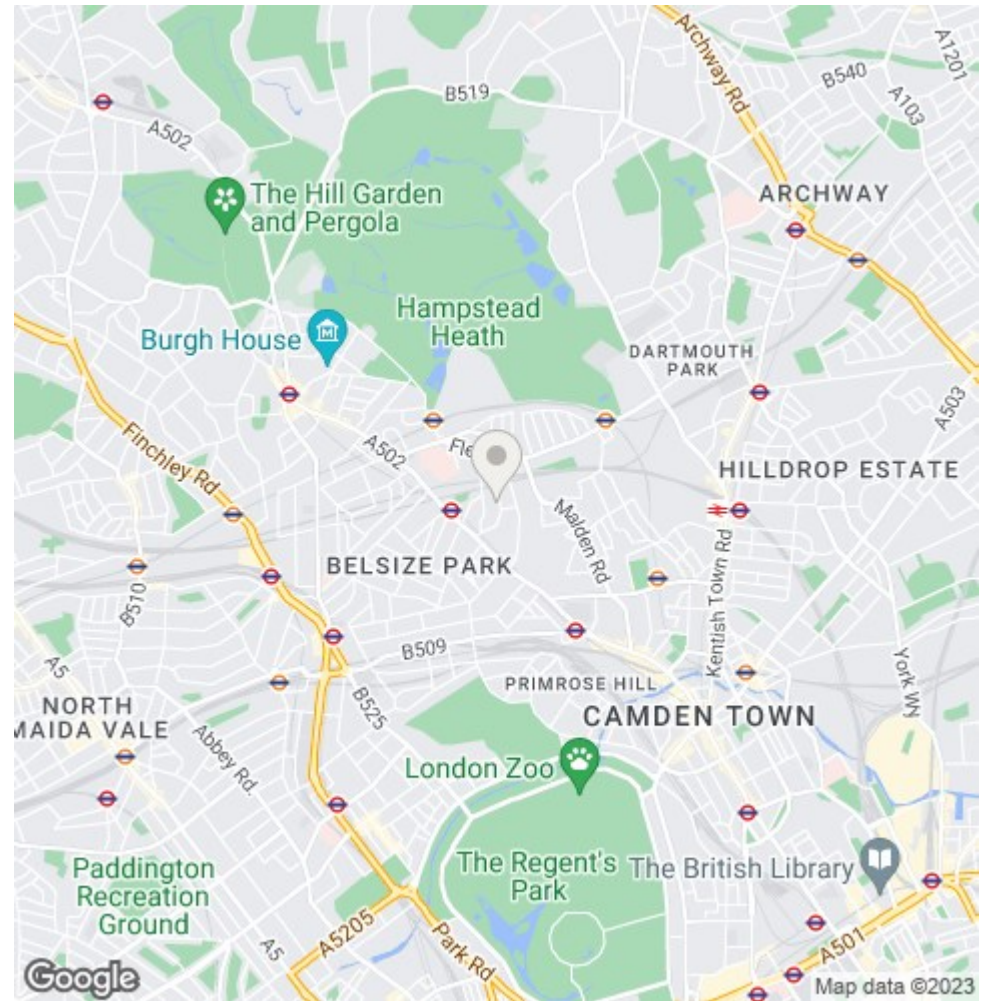 Archway Rd
A1201
B540
A103
B519
A502
The Hill Garden
and Pergola
ARCHWAY
Hampstead
Heath
Burgh House
DARTMOUTH
PARK
A503
Finchley Rd
A502
Fle
HILLDROP ESTATE
Malden Rd
BELSIZE PARK
Kentish Town Rd
B510
B509
York Wy
A5
PRIMROSE HILL
B525
NORTH
MAIDA VALE
CAMDEN TOWN
Abbey Rd.
London Zoo
Paddington
Recreation
Ground
The Regent's
Park
The British Library
A5205
A5
Park Rd
A501
Google
Map data ©2023